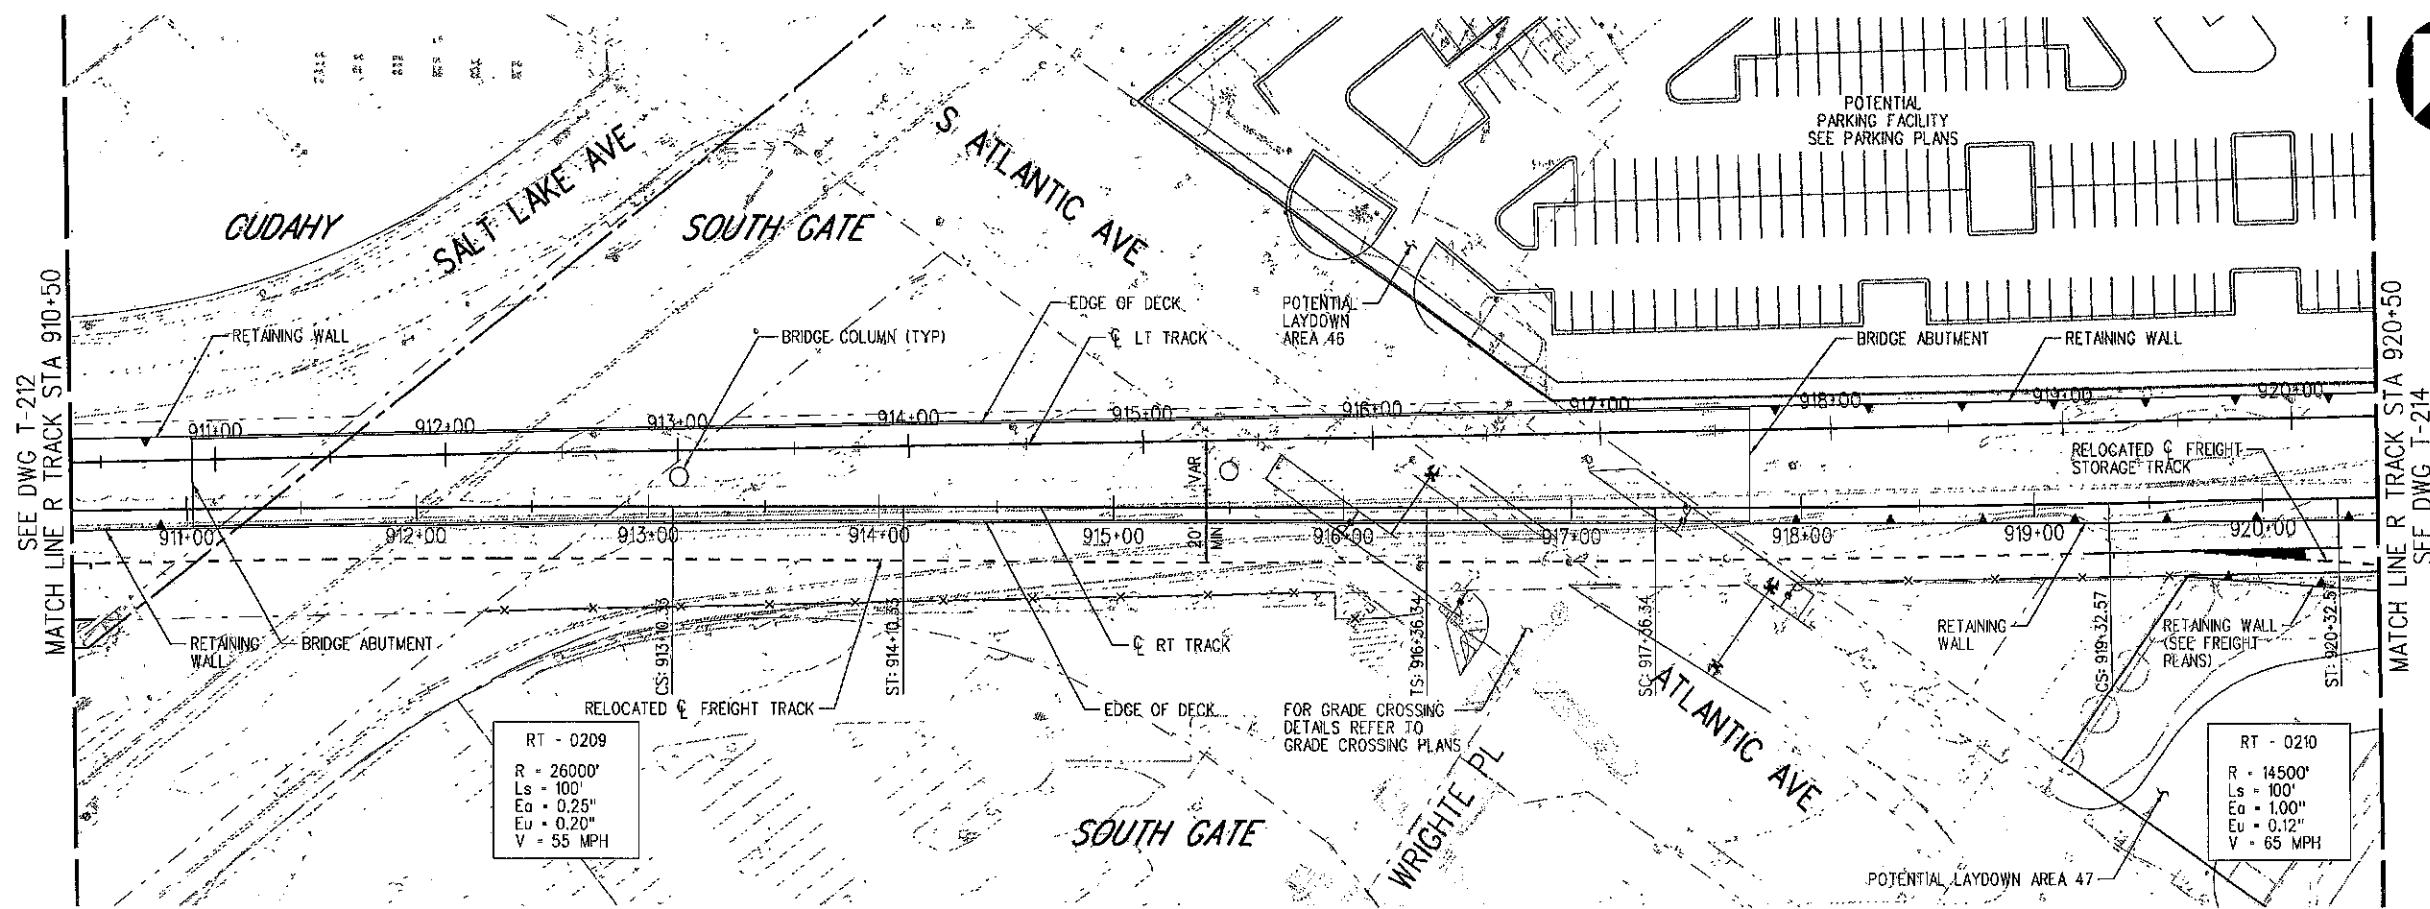 SEE DWG T-212
MATCH LINE R TRACK STA 910+50
CUDAHY
SALT LAKE AVE
SOUTH GATE
S ATLANTIC AVE
POTENTIAL
PARKING FACILITY
SEE PARKING PLANS
RETAINING WALL
BRIDGE COLUMN (TYP)
EDGE OF DECK
℄ LT TRACK
POTENTIAL
LAYDOWN
AREA 46
BRIDGE ABUTMENT
RETAINING WALL
911+00
912+00
913+00
914+00
915+00
916+00
917+00
918+00
919+00
920+00
RELOCATED ℄ FREIGHT
STORAGE TRACK
VAR
20'
MIN
911+00
912+00
913+00
914+00
915+00
916+00
917+00
918+00
919+00
920+00
RETAINING
WALL
BRIDGE ABUTMENT
CS: 913+10.33
ST: 914+10.33
℄ RT TRACK
TS: 916+36.34
SC: 917+36.34
RETAINING
WALL
CS: 919+32.57
RETAINING WALL
(SEE FREIGHT
PLANS)
ST: 920+32.57
RELOCATED ℄ FREIGHT TRACK
EDGE OF DECK
FOR GRADE CROSSING
DETAILS REFER TO
GRADE CROSSING PLANS
ATLANTIC AVE
WRIGHTE PL
SOUTH GATE
RT - 0209
R = 26000'
Ls = 100'
Ea = 0.25"
Eu = 0.20"
V = 55 MPH
RT - 0210
R = 14500'
Ls = 100'
Ea = 1.00"
Eu = 0.12"
V = 65 MPH
POTENTIAL LAYDOWN AREA 47
MATCH LINE R TRACK STA 920+50
SEE DWG T-214